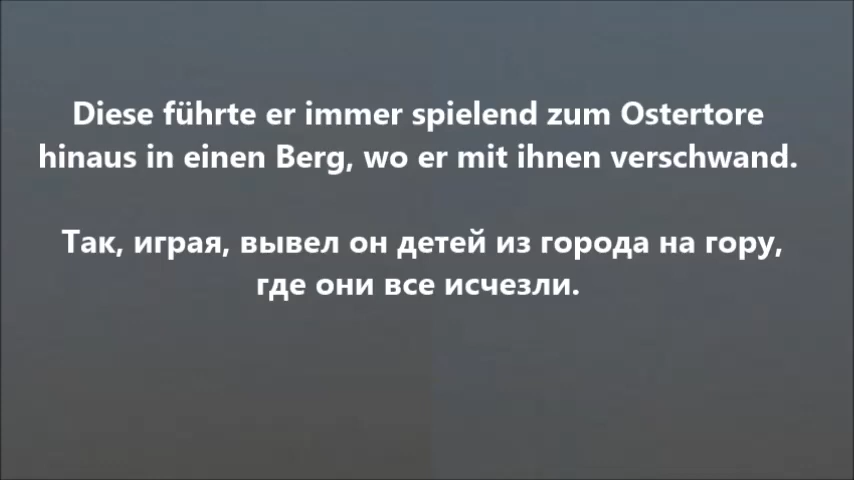 Diese führte er immer spielend zum Ostertore
hinaus in einen Berg, wo er mit ihnen verschwand.
Так, играя, вывел он детей из города на гору,
где они все исчезли.